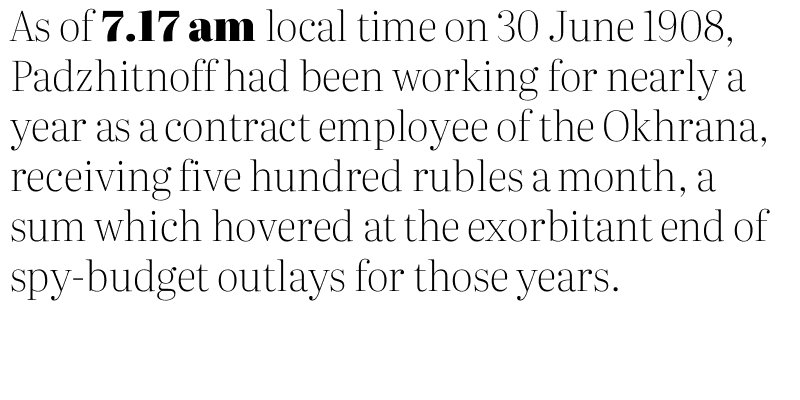 As of 7.17 am local time on 30 June 1908,
Padzhitnoff had been working for nearly a
year as a contract employee of the Okhrana,
receiving five hundred rubles a month, a
sum which hovered at the exorbitant end of
spy-budget outlays for those years.